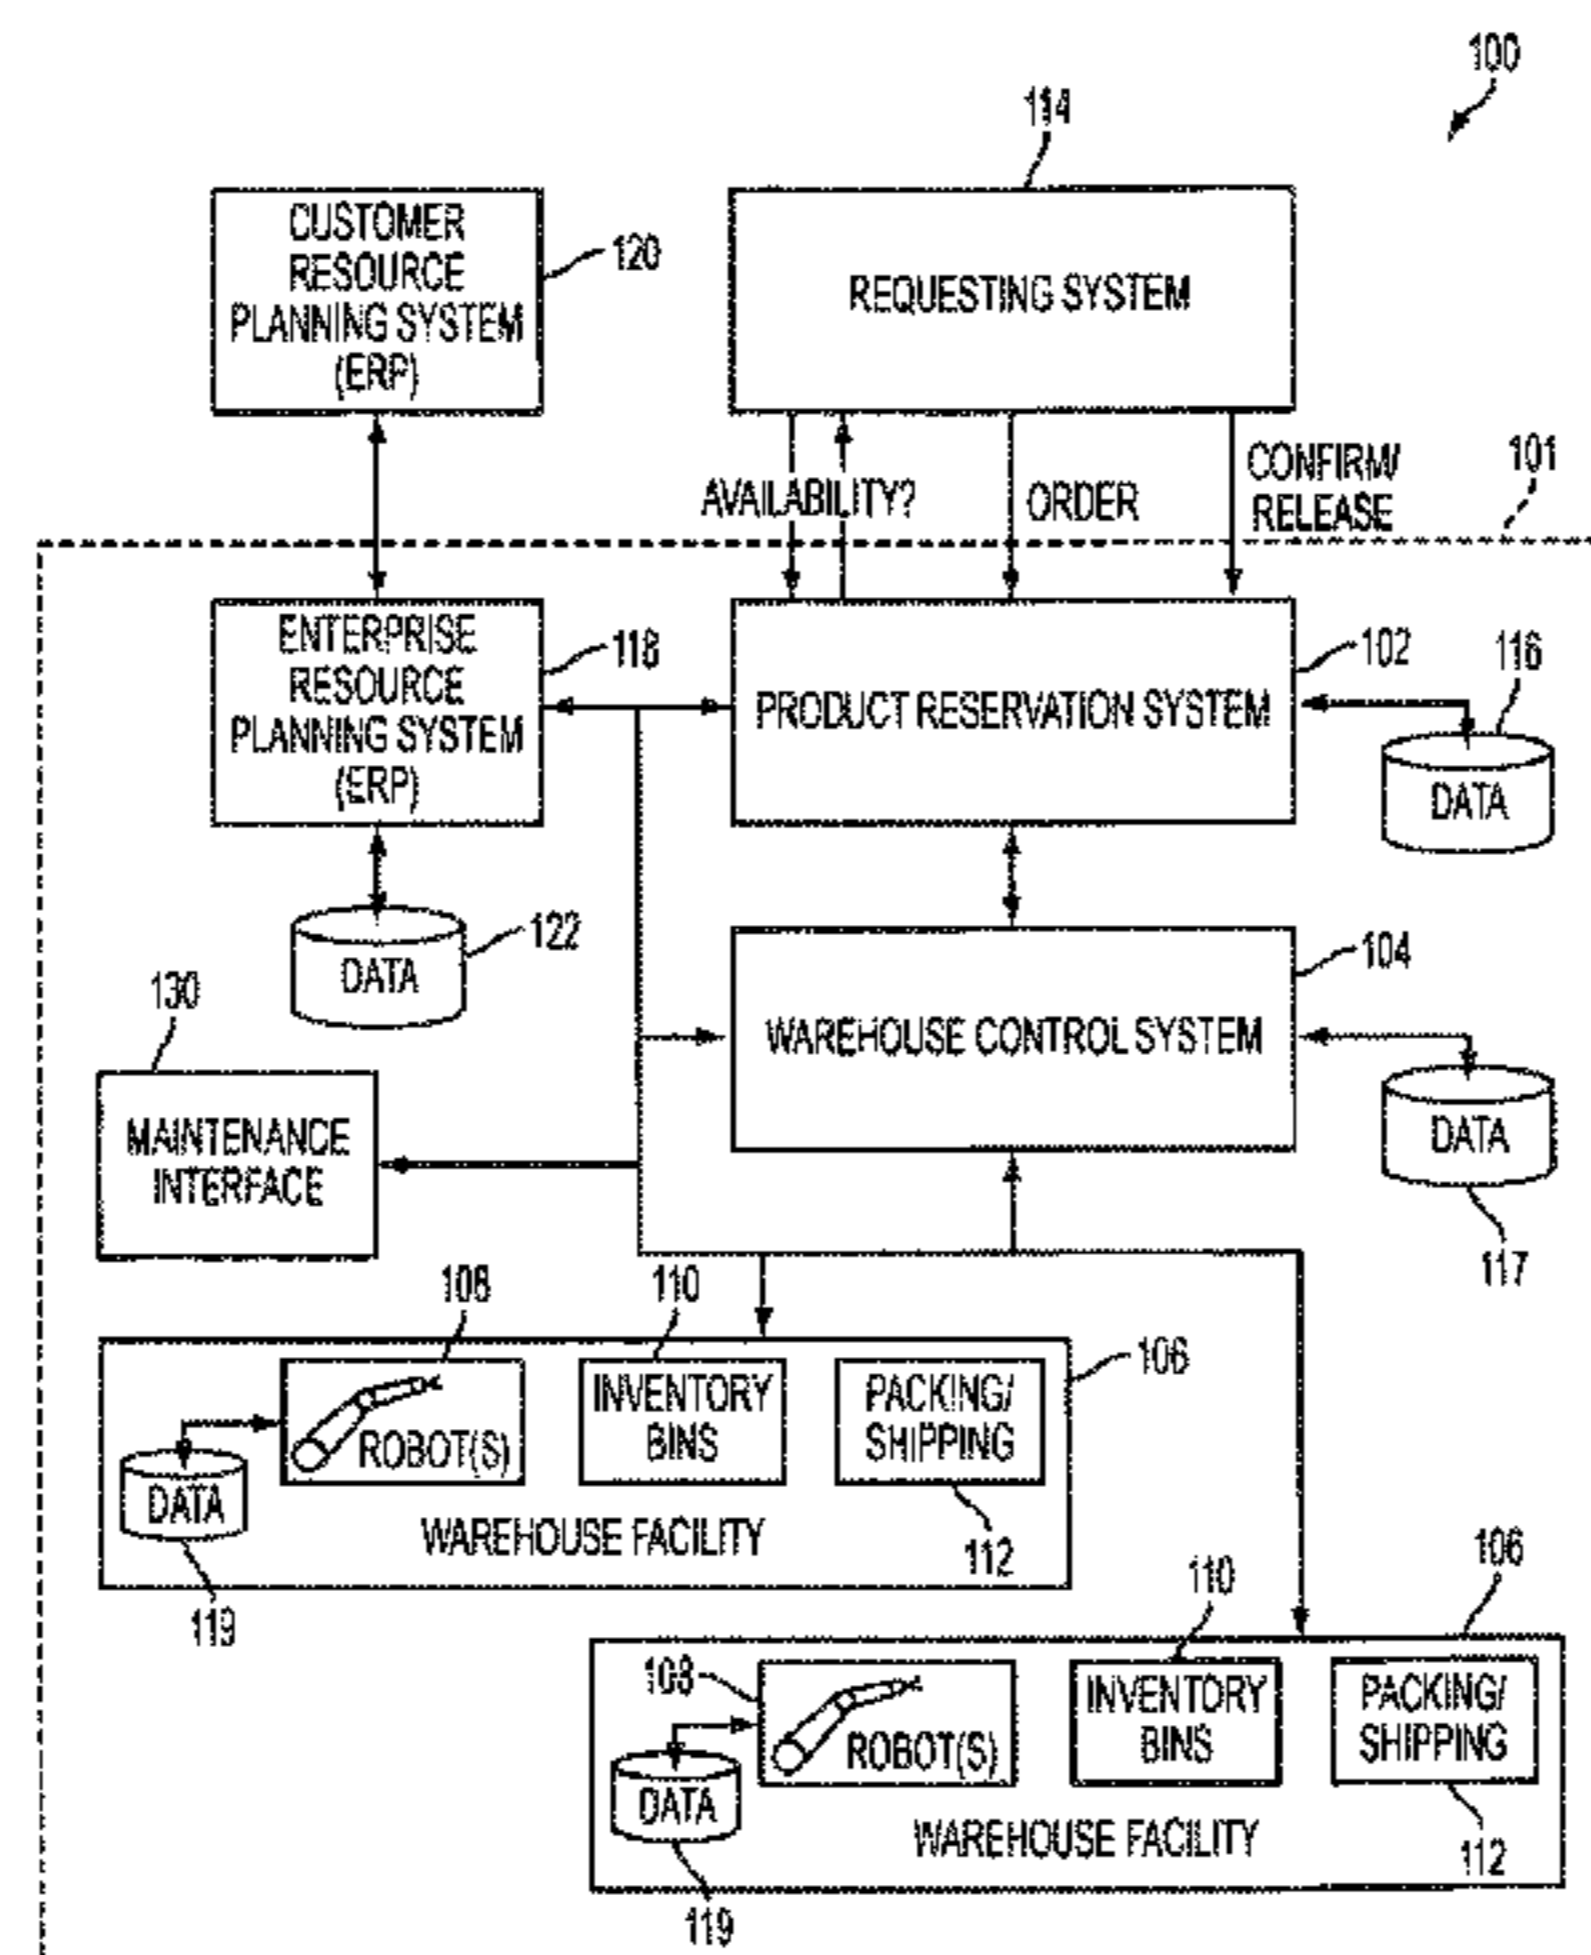 100
114
CUSTOMER
RESOURCE
PLANNING SYSTEM
(ERP)
120
REQUESTING SYSTEM
AVAILABILITY?
ORDER
CONFIRM/
RELEASE
101
ENTERPRISE
RESOURCE
PLANNING SYSTEM
(ERP)
118
PRODUCT RESERVATION SYSTEM
102
116
DATA
DATA
122
WAREHOUSE CONTROL SYSTEM
104
DATA
117
130
MAINTENANCE
INTERFACE
108
110
106
ROBOT(S)
INVENTORY
BINS
PACKING/
SHIPPING
DATA
WAREHOUSE FACILITY
112
119
110
106
108
ROBOT(S)
INVENTORY
BINS
PACKING/
SHIPPING
DATA
WAREHOUSE FACILITY
112
119